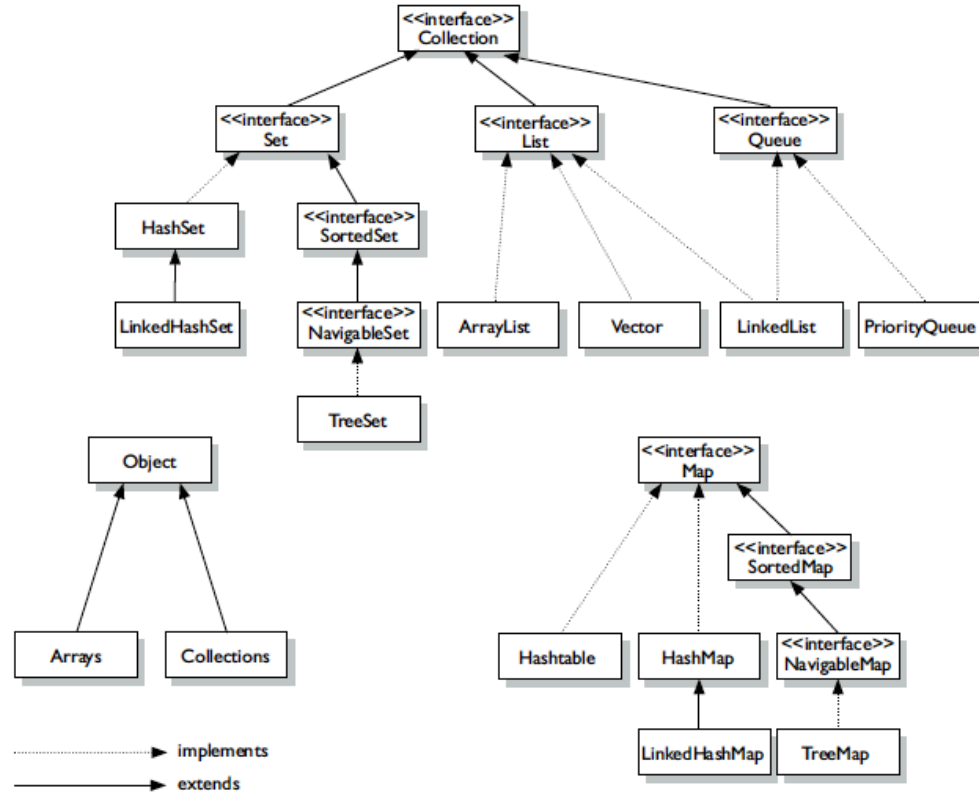 <<interface>>
Collection
<<interface>>
Set
<<interface>>
List
<<interface>>
Queue
HashSet
<<interface>>
SortedSet
LinkedHashSet
<<interface>>
NavigableSet
ArrayList
Vector
LinkedList
PriorityQueue
TreeSet
Object
<<interface>>
Map
<<interface>>
SortedMap
Arrays
Collections
Hashtable
HashMap
<<interface>>
NavigableMap
LinkedHashMap
TreeMap
implements
extends